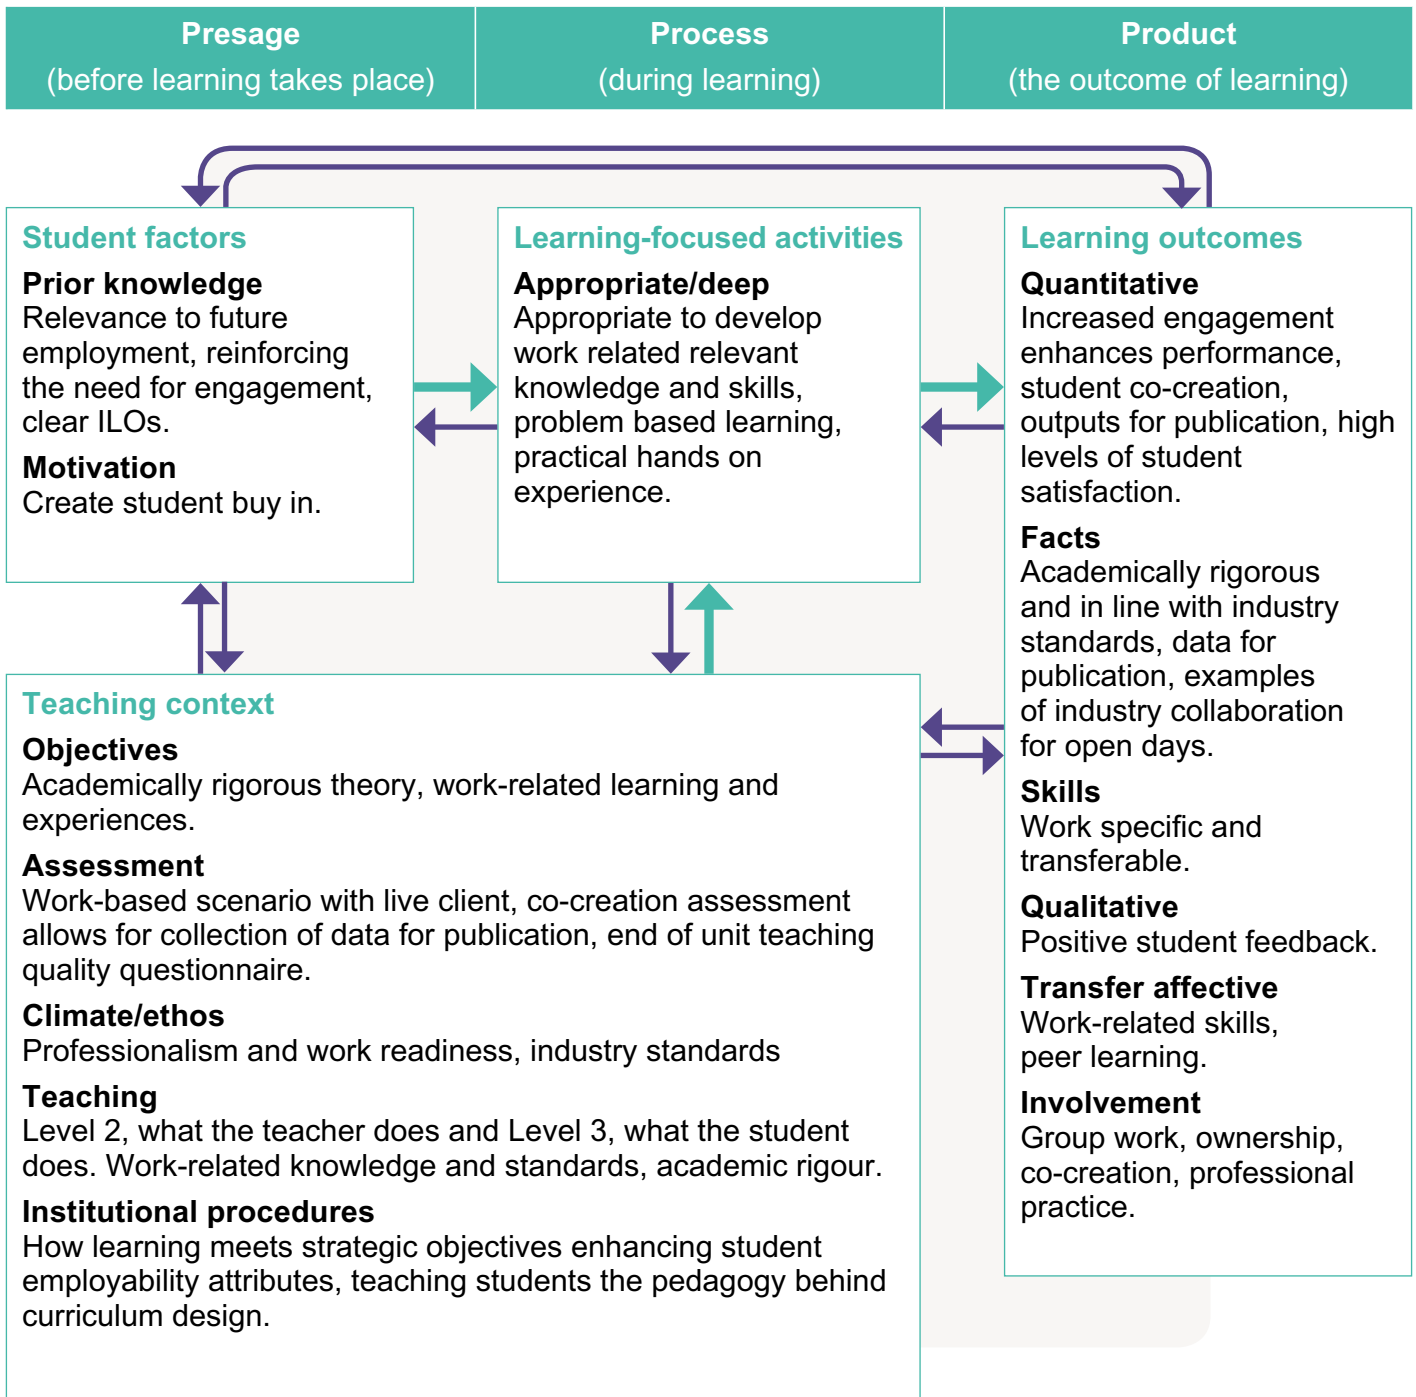 Presage
(before learning takes place)
Process
(during learning)
Product
(the outcome of learning)
Student factors
Prior knowledge
Relevance to future
employment, reinforcing
the need for engagement,
clear ILOs.
Motivation
Create student buy in.
Learning-focused activities
Appropriate/deep
Appropriate to develop
work related relevant
knowledge and skills,
problem based learning,
practical hands on
experience.
Learning outcomes
Quantitative
Increased engagement
enhances performance,
student co-creation,
outputs for publication, high
levels of student
satisfaction.
Facts
Academically rigorous
and in line with industry
standards, data for
publication, examples
of industry collaboration
for open days.
Skills
Work specific and
transferable.
Qualitative
Positive student feedback.
Transfer affective
Work-related skills,
peer learning.
Involvement
Group work, ownership,
co-creation, professional
practice.
Teaching context
Objectives
Academically rigorous theory, work-related learning and
experiences.
Assessment
Work-based scenario with live client, co-creation assessment
allows for collection of data for publication, end of unit teaching
quality questionnaire.
Climate/ethos
Professionalism and work readiness, industry standards
Teaching
Level 2, what the teacher does and Level 3, what the student
does. Work-related knowledge and standards, academic rigour.
Institutional procedures
How learning meets strategic objectives enhancing student
employability attributes, teaching students the pedagogy behind
curriculum design.